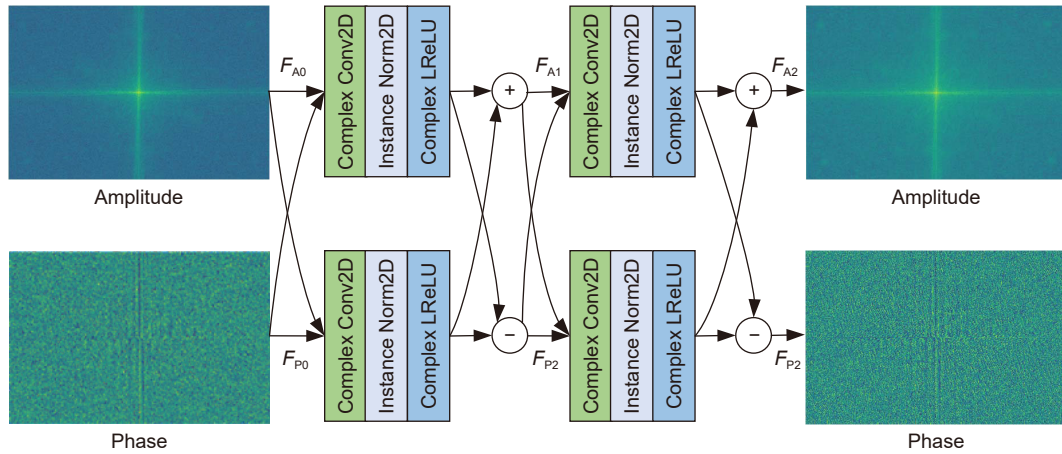 F_A0
Complex Conv2D
Instance Norm2D
Complex LReLU
+
F_A1
Complex Conv2D
Instance Norm2D
Complex LReLU
+
F_A2
Amplitude
Amplitude
F_P0
Complex Conv2D
Instance Norm2D
Complex LReLU
−
F_P2
Complex Conv2D
Instance Norm2D
Complex LReLU
−
F_P2
Phase
Phase